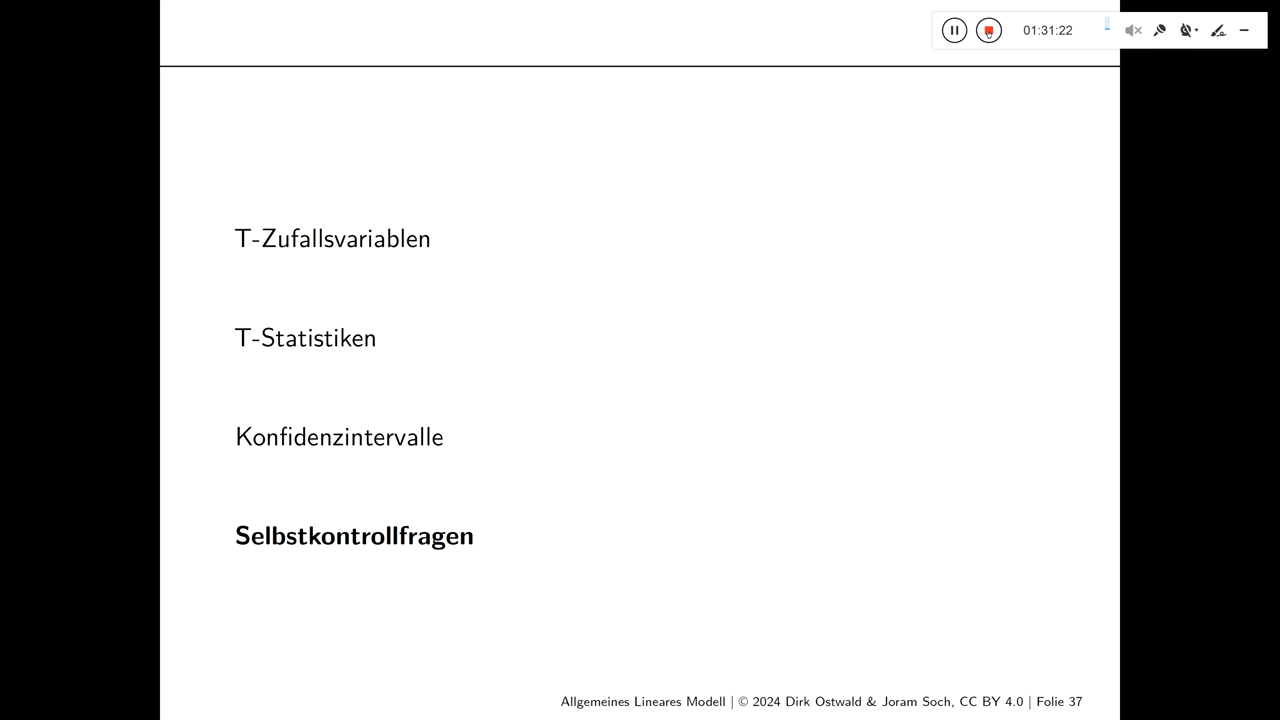 01:31:22
T-Zufallsvariablen
T-Statistiken
Konfidenzintervalle
Selbstkontrollfragen
Allgemeines Lineares Modell | © 2024 Dirk Ostwald & Joram Soch, CC BY 4.0 | Folie 37